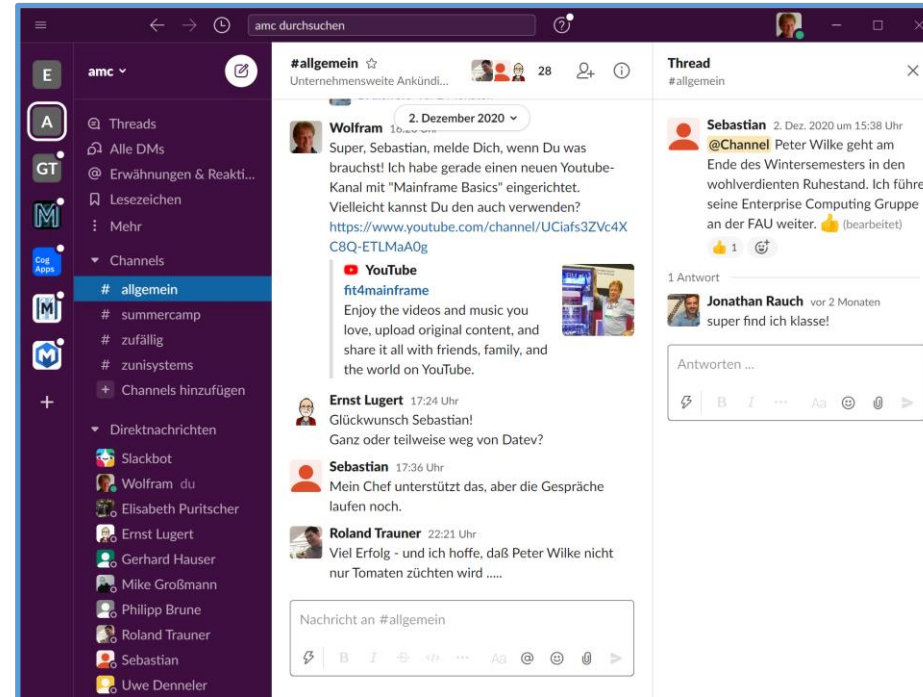 amc durchsuchen
E
A
GT
M
Cog
Apps
M
M
amc
Threads
Alle DMs
Erwähnungen & Reakti...
Lesezeichen
Mehr
Channels
# allgemein
# summercamp
# zufällig
# zunisystems
+ Channels hinzufügen
Direktnachrichten
Slackbot
Wolfram du
Elisabeth Puritscher
Ernst Lugert
Gerhard Hauser
Mike Großmann
Philipp Brune
Roland Trauner
Sebastian
Uwe Denneler
#allgemein
Unternehmensweite Ankündi...
28
2. Dezember 2020
Wolfram
Super, Sebastian, melde Dich, wenn Du was
brauchst! Ich habe gerade einen neuen Youtube-
Kanal mit "Mainframe Basics" eingerichtet.
Vielleicht kannst Du den auch verwenden?
https://www.youtube.com/channel/UCiafs3ZVc4X
C8Q-ETLMaA0g
YouTube
fit4mainframe
Enjoy the videos and music you
love, upload original content, and
share it all with friends, family, and
the world on YouTube.
Ernst Lugert 17:24 Uhr
Glückwunsch Sebastian!
Ganz oder teilweise weg von Datev?
Sebastian 17:36 Uhr
Mein Chef unterstützt das, aber die Gespräche
laufen noch.
Roland Trauner 22:21 Uhr
Viel Erfolg - und ich hoffe, daß Peter Wilke nicht
nur Tomaten züchten wird .....
Nachricht an #allgemein
B I S </> ... Aa @
Thread
#allgemein
Sebastian 2. Dez. 2020 um 15:38 Uhr
@Channel Peter Wilke geht am
Ende des Wintersemesters in den
wohlverdienten Ruhestand. Ich führe
seine Enterprise Computing Gruppe
an der FAU weiter. 👍 (bearbeitet)
👍 1
1 Antwort
Jonathan Rauch vor 2 Monaten
super find ich klasse!
Antworten ...
B I ... Aa